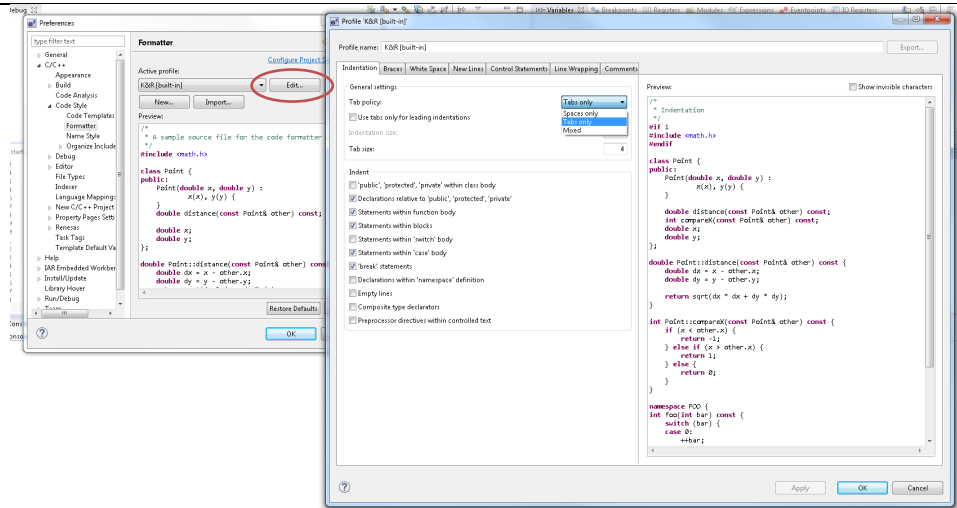 Debug
(x)= Variables Breakpoints Registers Modules Expressions Eventpoints IO Registers
Preferences
type filter text
General
C/C++
Appearance
Build
Code Analysis
Code Style
Code Templates
Formatter
Name Style
Organize Include
Debug
Editor
File Types
Indexer
Language Mapping:
New C/C++ Project
Property Pages Setti
Renesas
Task Tags
Template Default Va
Help
IAR Embedded Workber
Install/Update
Library Hover
Run/Debug
Team
Formatter
Configure Project S
Active profile:
K&R [built-in]
Edit...
New...
Import...
Preview:
/*
* A sample source file for the code formatter
*/
#include <math.h>
class Point {
public:
Point(double x, double y) :
x(x), y(y) {
}
double distance(const Point& other) const;
double x;
double y;
};
double Point::distance(const Point& other) cons
double dx = x - other.x;
double dy = y - other.y;
Restore Defaults
OK
Profile 'K&R [built-in]'
Profile name: K&R [built-in]
Export...
Indentation Braces White Space New Lines Control Statements Line Wrapping Comments
General settings
Tab policy:
Tabs only
Spaces only
Tabs only
Mixed
Use tabs only for leading indentations
Indentation size:
Tab size:
4
Indent
'public', 'protected', 'private' within class body
Declarations relative to 'public', 'protected', 'private'
Statements within function body
Statements within blocks
Statements within 'switch' body
Statements within 'case' body
'break' statements
Declarations within 'namespace' definition
Empty lines
Composite type declarators
Preprocessor directives within controlled text
Preview:
Show invisible characters
/*
* Indentation
*/
#if 1
#include <math.h>
#endif
class Point {
public:
Point(double x, double y) :
x(x), y(y) {
}
double distance(const Point& other) const;
int compareX(const Point& other) const;
double x;
double y;
};
double Point::distance(const Point& other) const {
double dx = x - other.x;
double dy = y - other.y;
return sqrt(dx * dx + dy * dy);
}
int Point::compareX(const Point& other) const {
if (x < other.x) {
return -1;
} else if (x > other.x) {
return 1;
} else {
return 0;
}
}
namespace FOO {
int foo(int bar) const {
switch (bar) {
case 0:
++bar;
Apply
OK
Cancel